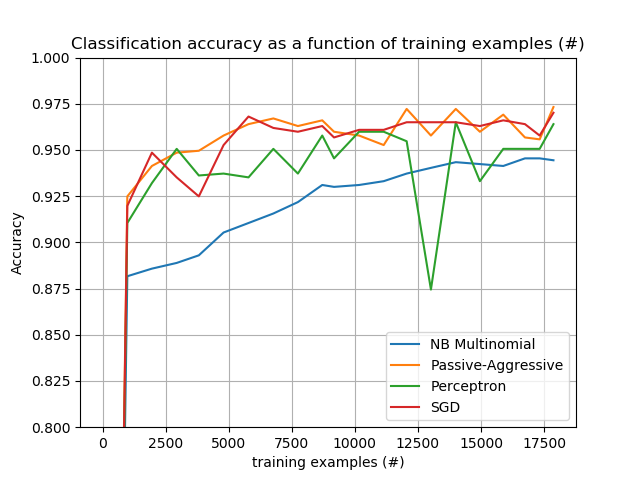 Classification accuracy as a function of training examples (#)
1.000
0.975
0.950
0.925
0.900
0.875
0.850
0.825
0.800
Accuracy
NB Multinomial
Passive-Aggressive
Perceptron
SGD
0 2500 5000 7500 10000 12500 15000 17500
training examples (#)